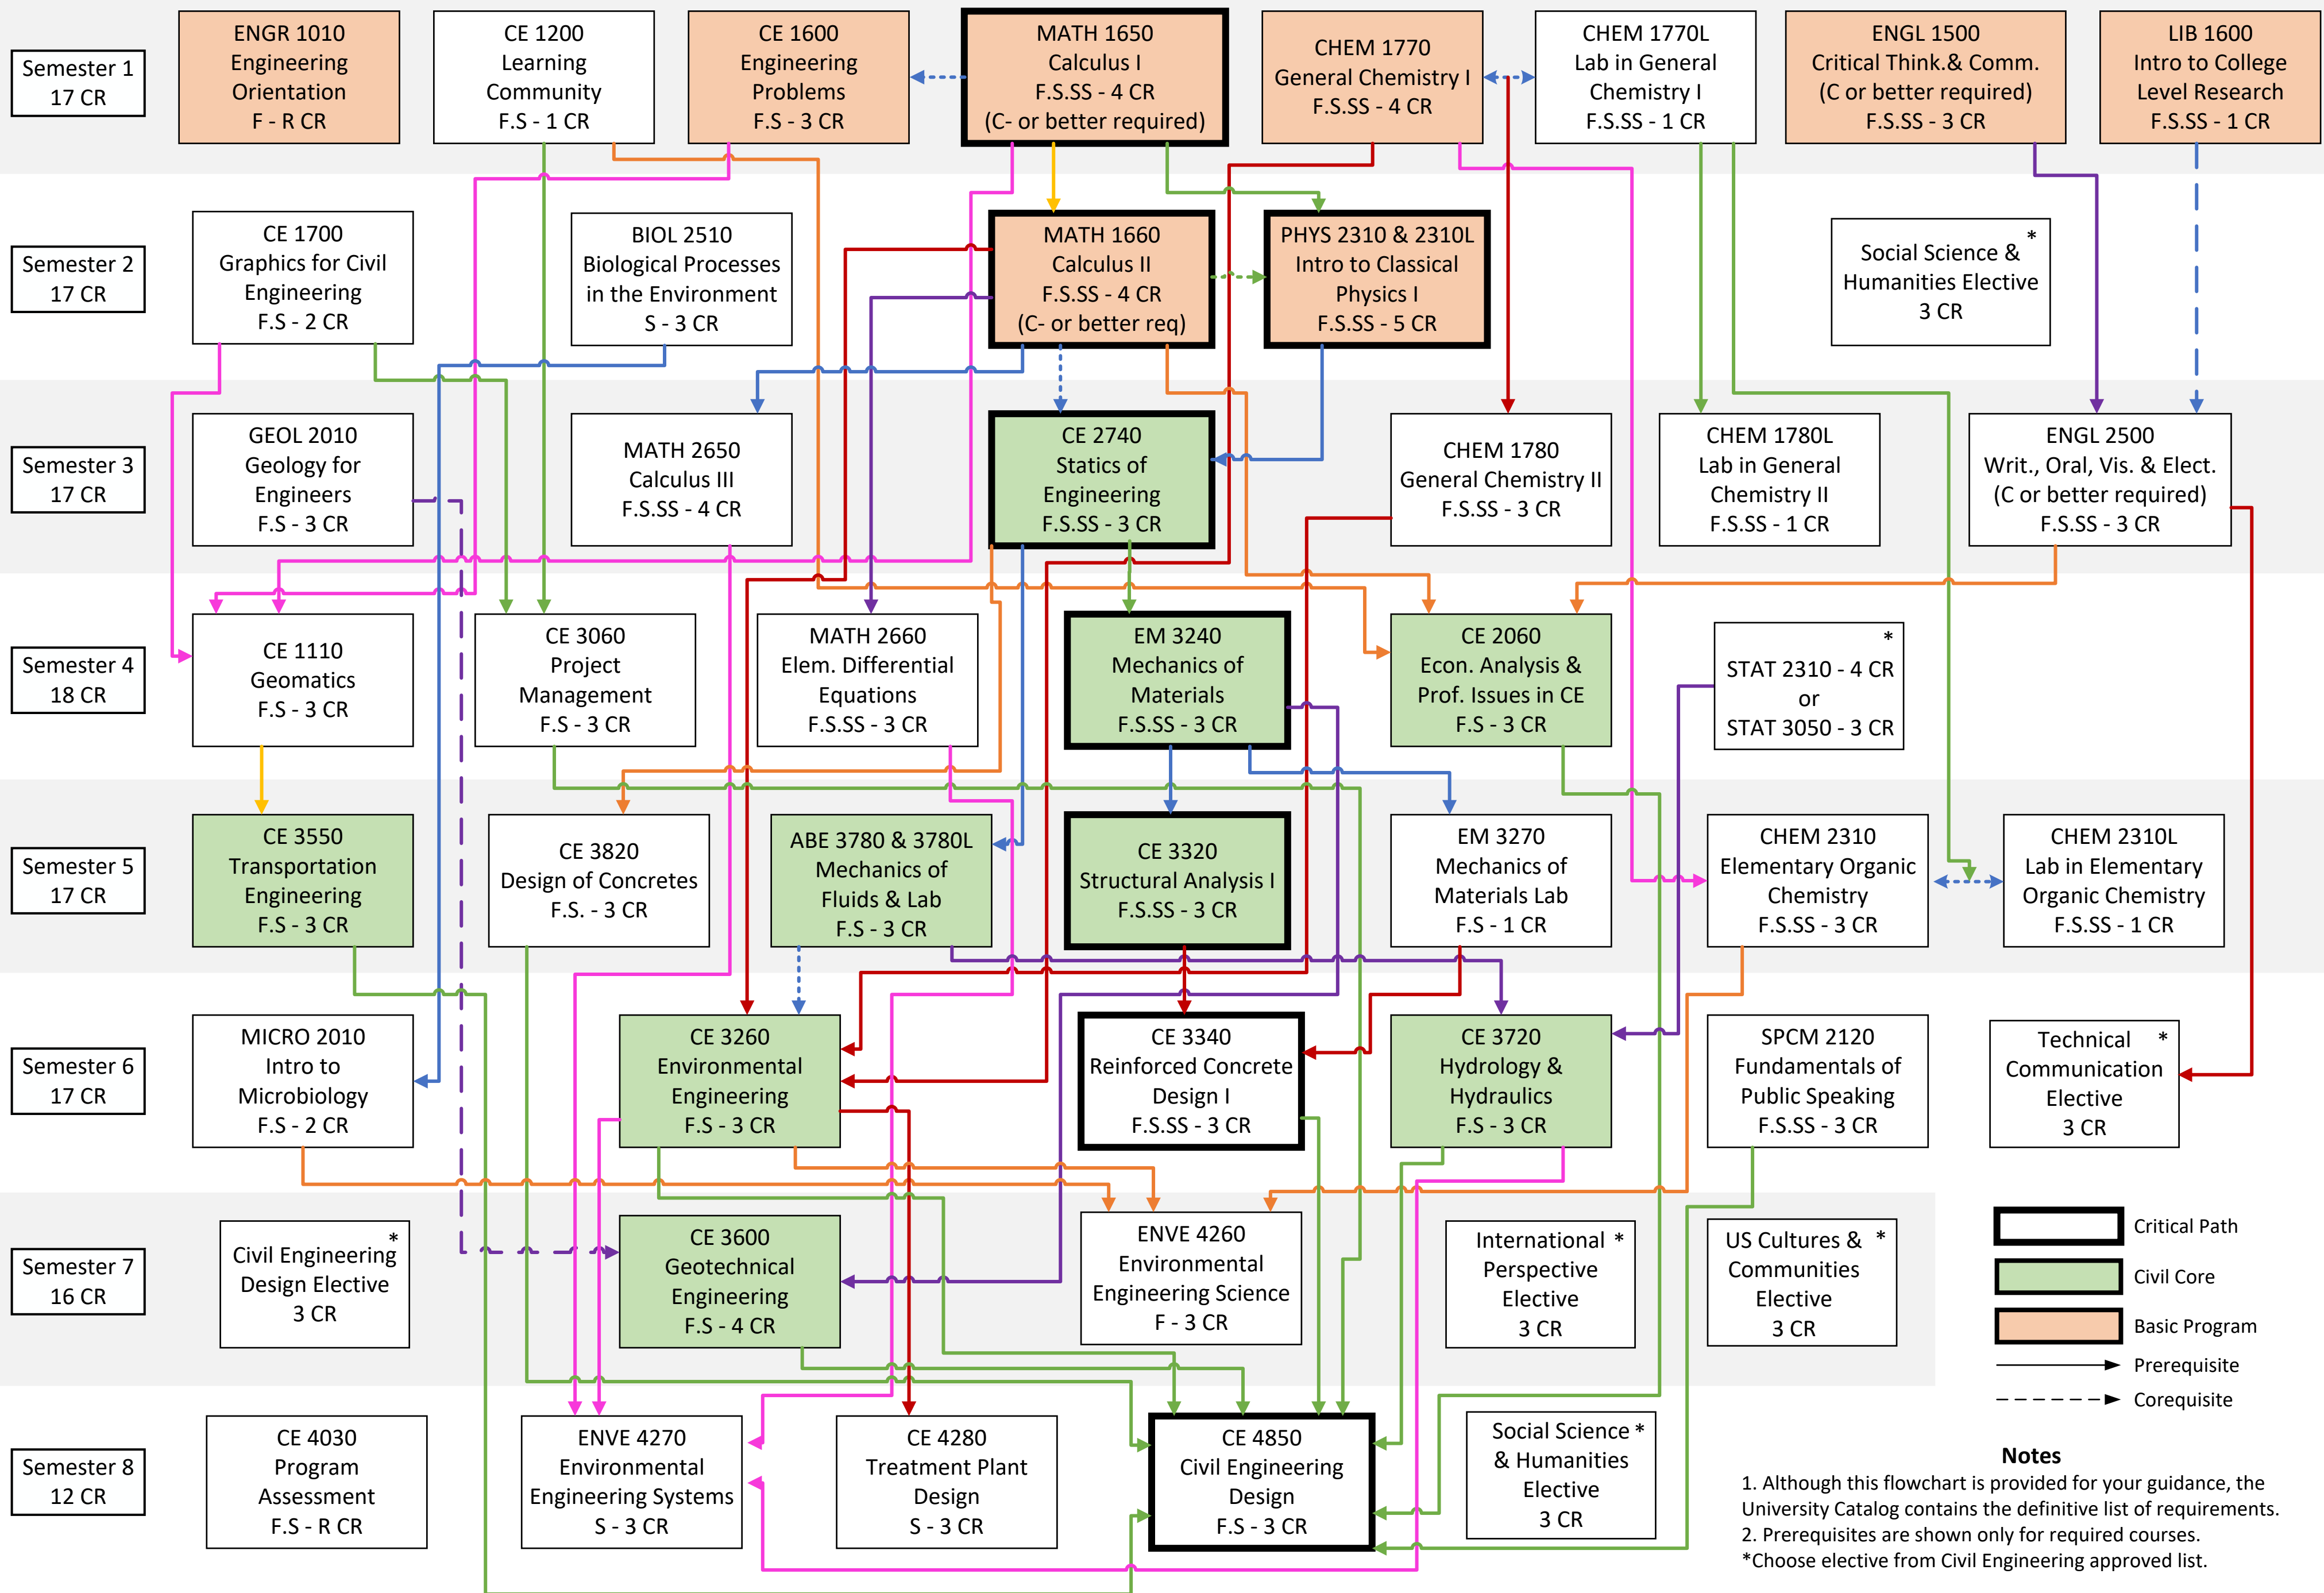 Semester 1
17 CR
ENGR 1010
Engineering
Orientation
F - R CR
CE 1200
Learning
Community
F.S - 1 CR
CE 1600
Engineering
Problems
F.S - 3 CR
MATH 1650
Calculus I
F.S.SS - 4 CR
(C- or better required)
CHEM 1770
General Chemistry I
F.S.SS - 4 CR
CHEM 1770L
Lab in General
Chemistry I
F.S.SS - 1 CR
ENGL 1500
Critical Think.& Comm.
(C or better required)
F.S.SS - 3 CR
LIB 1600
Intro to College
Level Research
F.S.SS - 1 CR
Semester 2
17 CR
CE 1700
Graphics for Civil
Engineering
F.S - 2 CR
BIOL 2510
Biological Processes
in the Environment
S - 3 CR
MATH 1660
Calculus II
F.S.SS - 4 CR
(C- or better req)
PHYS 2310 & 2310L
Intro to Classical
Physics I
F.S.SS - 5 CR
*
Social Science &
Humanities Elective
3 CR
Semester 3
17 CR
GEOL 2010
Geology for
Engineers
F.S - 3 CR
MATH 2650
Calculus III
F.S.SS - 4 CR
CE 2740
Statics of
Engineering
F.S.SS - 3 CR
CHEM 1780
General Chemistry II
F.S.SS - 3 CR
CHEM 1780L
Lab in General
Chemistry II
F.S.SS - 1 CR
ENGL 2500
Writ., Oral, Vis. & Elect.
(C or better required)
F.S.SS - 3 CR
Semester 4
18 CR
CE 1110
Geomatics
F.S - 3 CR
CE 3060
Project
Management
F.S - 3 CR
MATH 2660
Elem. Differential
Equations
F.S.SS - 3 CR
EM 3240
Mechanics of
Materials
F.S.SS - 3 CR
CE 2060
Econ. Analysis &
Prof. Issues in CE
F.S - 3 CR
*
STAT 2310 - 4 CR
or
STAT 3050 - 3 CR
Semester 5
17 CR
CE 3550
Transportation
Engineering
F.S - 3 CR
CE 3820
Design of Concretes
F.S. - 3 CR
ABE 3780 & 3780L
Mechanics of
Fluids & Lab
F.S - 3 CR
CE 3320
Structural Analysis I
F.S.SS - 3 CR
EM 3270
Mechanics of
Materials Lab
F.S - 1 CR
CHEM 2310
Elementary Organic
Chemistry
F.S.SS - 3 CR
CHEM 2310L
Lab in Elementary
Organic Chemistry
F.S.SS - 1 CR
Semester 6
17 CR
MICRO 2010
Intro to
Microbiology
F.S - 2 CR
CE 3260
Environmental
Engineering
F.S - 3 CR
CE 3340
Reinforced Concrete
Design I
F.S.SS - 3 CR
CE 3720
Hydrology &
Hydraulics
F.S - 3 CR
SPCM 2120
Fundamentals of
Public Speaking
F.S.SS - 3 CR
Technical *
Communication
Elective
3 CR
Semester 7
16 CR
*
Civil Engineering
Design Elective
3 CR
CE 3600
Geotechnical
Engineering
F.S - 4 CR
ENVE 4260
Environmental
Engineering Science
F - 3 CR
International *
Perspective
Elective
3 CR
US Cultures & *
Communities
Elective
3 CR
Critical Path
Civil Core
Basic Program
Prerequisite
Corequisite
Semester 8
12 CR
CE 4030
Program
Assessment
F.S - R CR
ENVE 4270
Environmental
Engineering Systems
S - 3 CR
CE 4280
Treatment Plant
Design
S - 3 CR
CE 4850
Civil Engineering
Design
F.S - 3 CR
Social Science *
& Humanities
Elective
3 CR
Notes
1. Although this flowchart is provided for your guidance, the
University Catalog contains the definitive list of requirements.
2. Prerequisites are shown only for required courses.
*Choose elective from Civil Engineering approved list.